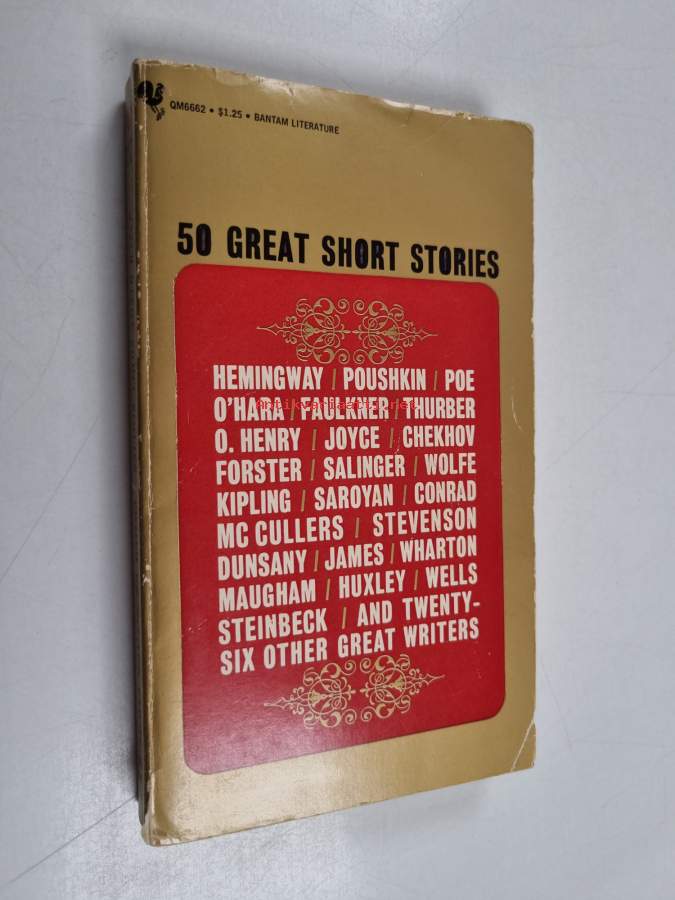 QM6662 • $1.25 • BANTAM LITERATURE
50 GREAT SHORT STORIES
HEMINGWAY / POUSHKIN / POE
O'HARA / FAULKNER / THURBER
antikvariaatti.net
O. HENRY / JOYCE / CHEKHOV
FORSTER / SALINGER / WOLFE
KIPLING / SAROYAN / CONRAD
MC CULLERS / STEVENSON
DUNSANY / JAMES / WHARTON
MAUGHAM / HUXLEY / WELLS
STEINBECK / AND TWENTY-
SIX OTHER GREAT WRITERS